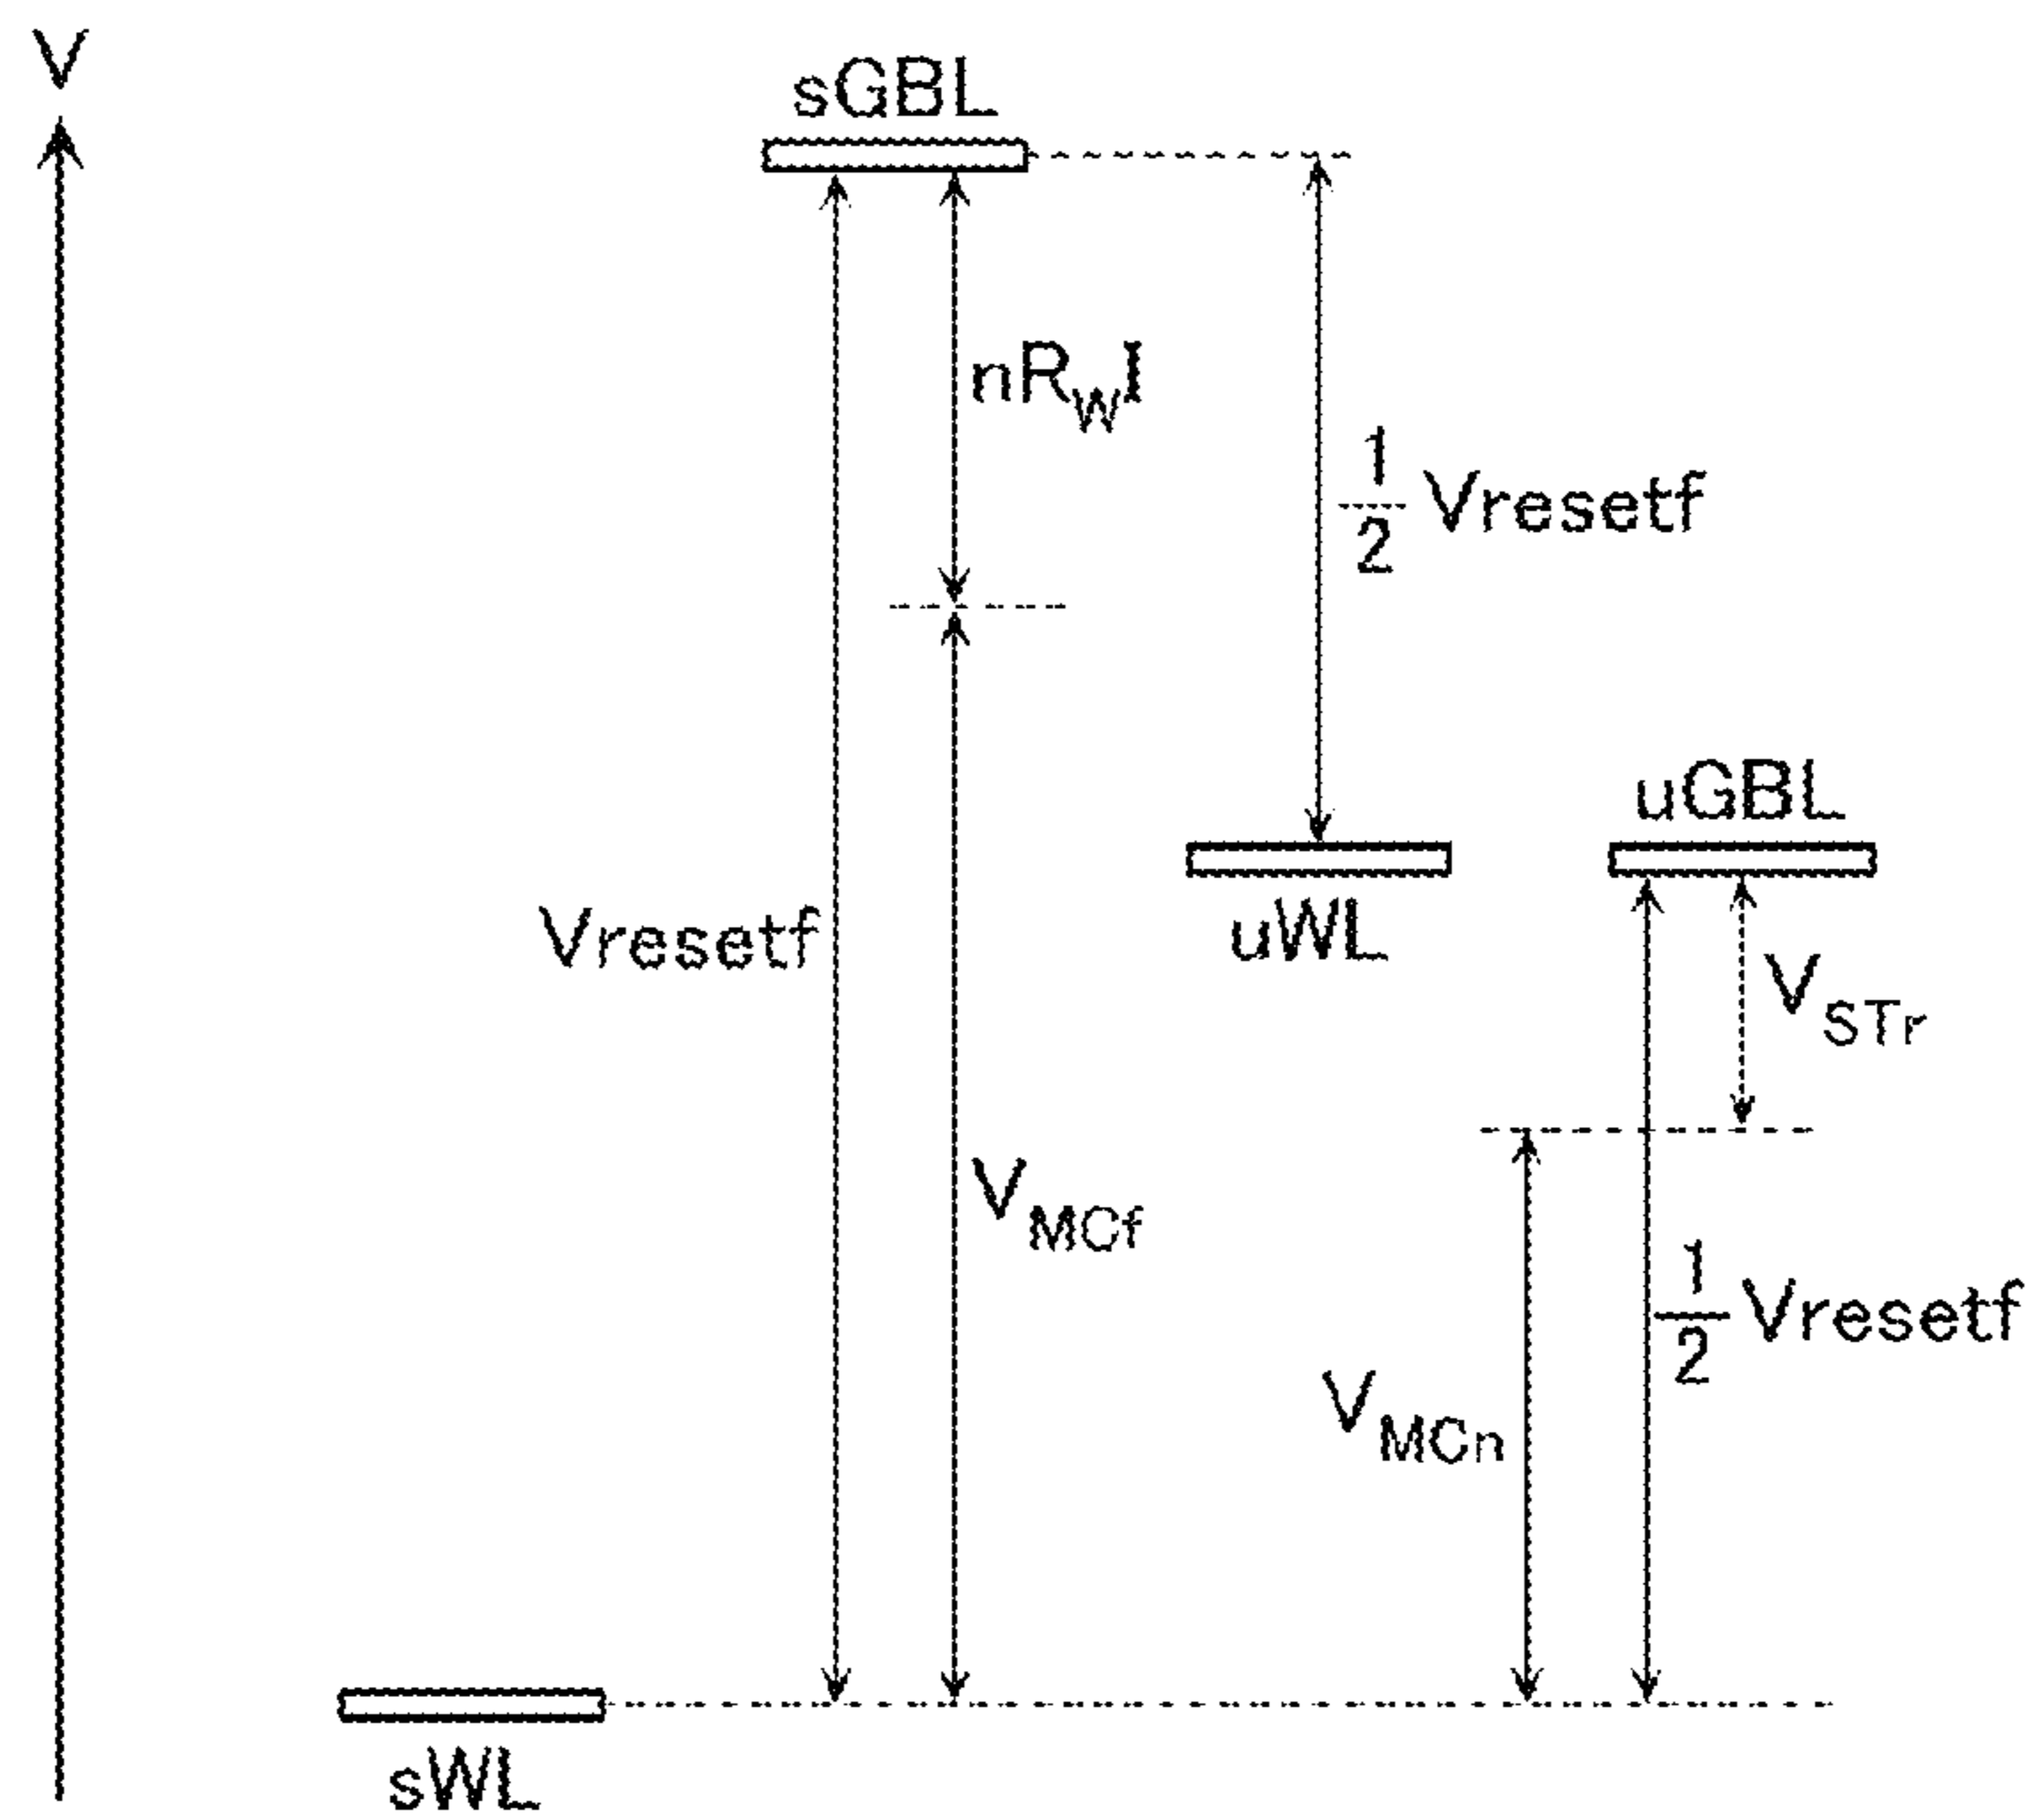 V
sGBL
nR_WI
1/2 Vresetf
uGBL
Vresetf
uWL
V_STr
V_MCf
1/2 Vresetf
V_MCn
sWL